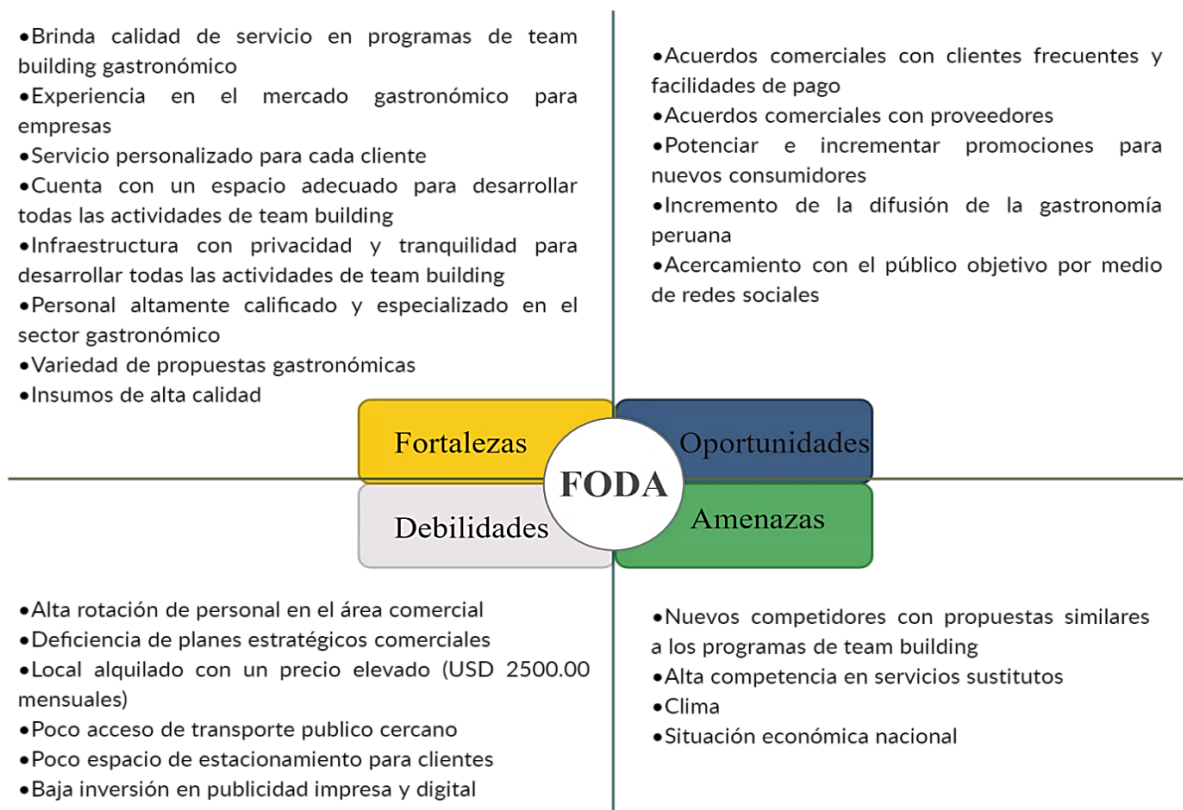 •Brinda calidad de servicio en programas de team
building gastronómico
•Experiencia en el mercado gastronómico para
empresas
•Servicio personalizado para cada cliente
•Cuenta con un espacio adecuado para desarrollar
todas las actividades de team building
•Infraestructura con privacidad y tranquilidad para
desarrollar todas las actividades de team building
•Personal altamente calificado y especializado en el
sector gastronómico
•Variedad de propuestas gastronómicas
•Insumos de alta calidad
•Acuerdos comerciales con clientes frecuentes y
facilidades de pago
•Acuerdos comerciales con proveedores
•Potenciar e incrementar promociones para
nuevos consumidores
•Incremento de la difusión de la gastronomía
peruana
•Acercamiento con el público objetivo por medio
de redes sociales
Fortalezas
Oportunidades
FODA
Debilidades
Amenazas
•Alta rotación de personal en el área comercial
•Deficiencia de planes estratégicos comerciales
•Local alquilado con un precio elevado (USD 2500.00
mensuales)
•Poco acceso de transporte publico cercano
•Poco espacio de estacionamiento para clientes
•Baja inversión en publicidad impresa y digital
•Nuevos competidores con propuestas similares
a los programas de team building
•Alta competencia en servicios sustitutos
•Clima
•Situación económica nacional